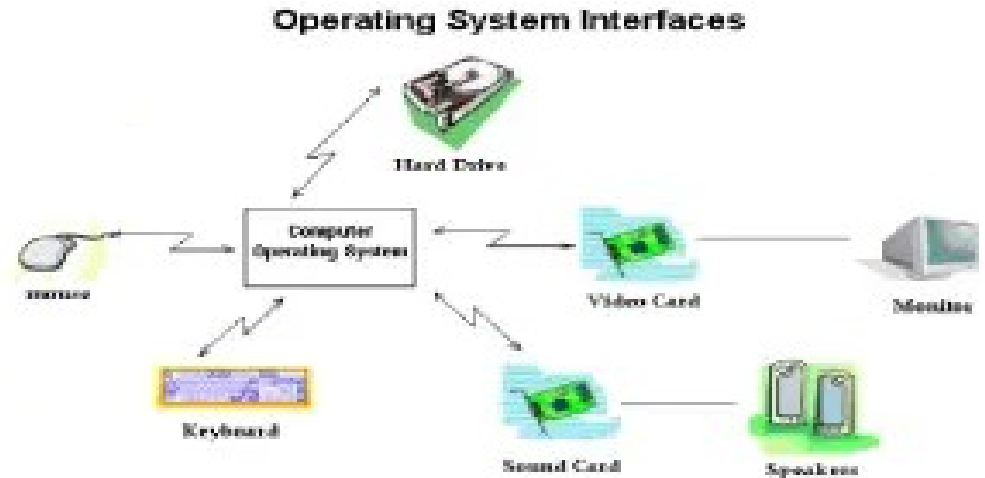 Operating System Interfaces
Hard Drive
Computer
Operating System
mouse
Video Card
Monitor
Keyboard
Sound Card
Speakers